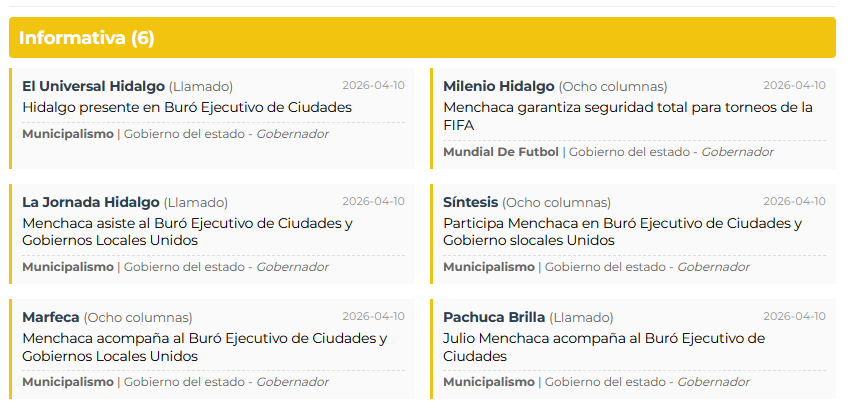 Informativa (6)
El Universal Hidalgo (Llamado) 2026-04-10
Hidalgo presente en Buró Ejecutivo de Ciudades
Municipalismo | Gobierno del estado - Gobernador
Milenio Hidalgo (Ocho columnas) 2026-04-10
Menchaca garantiza seguridad total para torneos de la
FIFA
Mundial De Futbol | Gobierno del estado - Gobernador
La Jornada Hidalgo (Llamado) 2026-04-10
Menchaca asiste al Buró Ejecutivo de Ciudades y
Gobiernos Locales Unidos
Municipalismo | Gobierno del estado - Gobernador
Síntesis (Ocho columnas) 2026-04-10
Participa Menchaca en Buró Ejecutivo de Ciudades y
Gobierno slocales Unidos
Municipalismo | Gobierno del estado - Gobernador
Marfeca (Ocho columnas) 2026-04-10
Menchaca acompaña al Buró Ejecutivo de Ciudades y
Gobiernos Locales Unidos
Municipalismo | Gobierno del estado - Gobernador
Pachuca Brilla (Llamado) 2026-04-10
Julio Menchaca acompaña al Buró Ejecutivo de
Ciudades
Municipalismo | Gobierno del estado - Gobernador